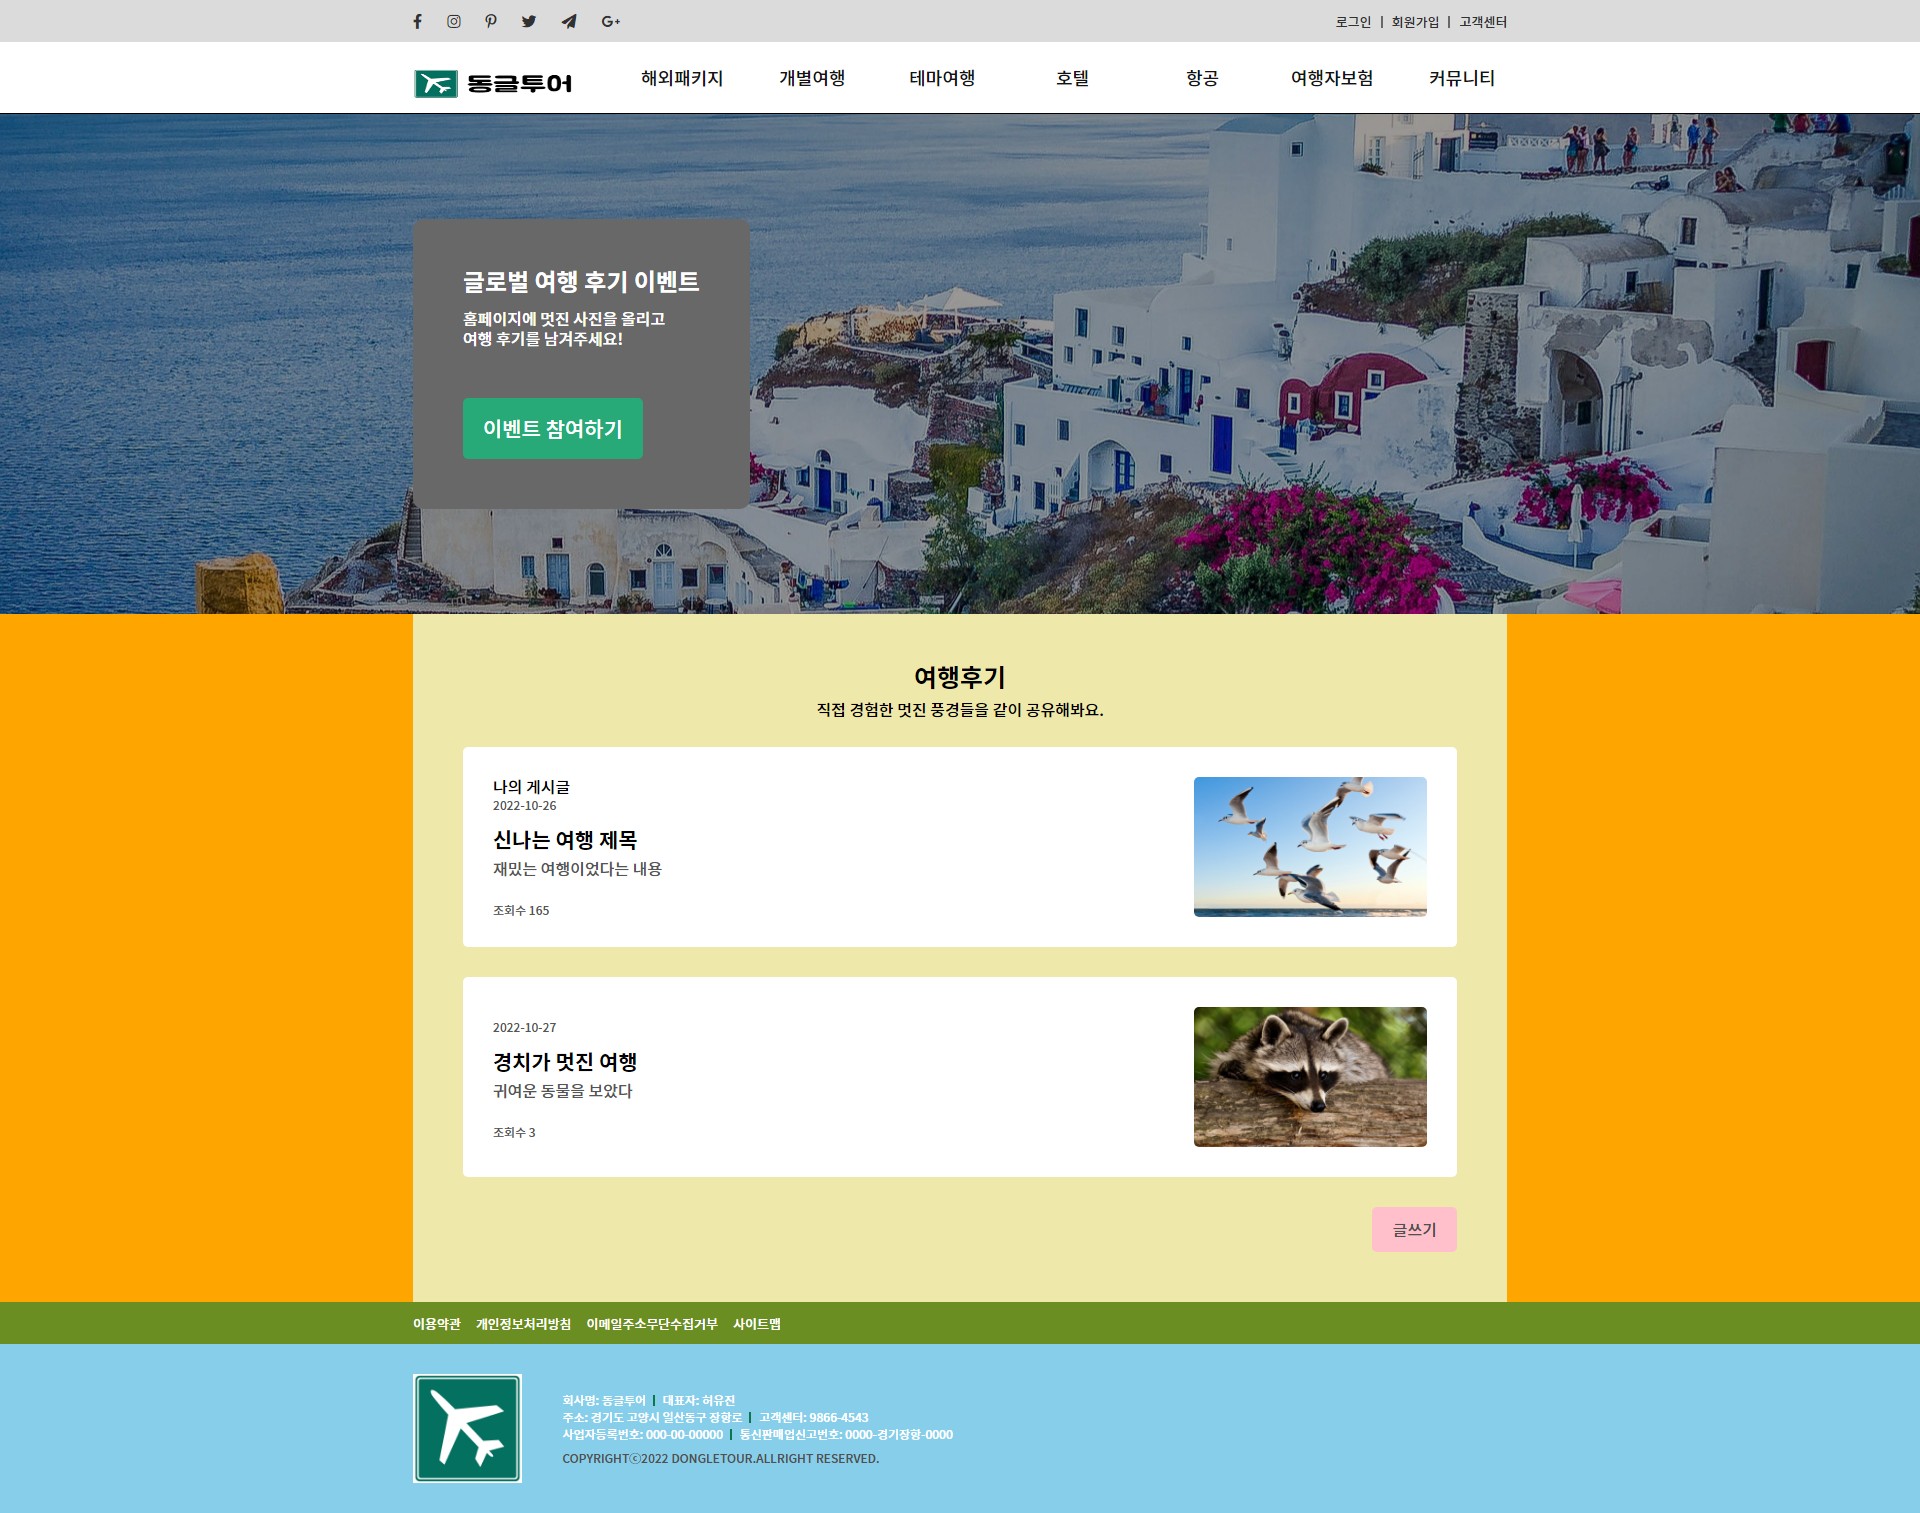 로그인 | 회원가입 | 고객센터
동글투어
해외패키지 개별여행 테마여행 호텔 항공 여행자보험 커뮤니티
글로벌 여행 후기 이벤트
홈페이지에 멋진 사진을 올리고
여행 후기를 남겨주세요!
이벤트 참여하기
여행후기
직접 경험한 멋진 풍경들을 같이 공유해봐요.
나의 게시글
2022-10-26
신나는 여행 제목
재밌는 여행이었다는 내용
조회수 165
2022-10-27
경치가 멋진 여행
귀여운 동물을 보았다
조회수 3
글쓰기
이용약관 개인정보처리방침 이메일주소무단수집거부 사이트맵
회사명: 동글투어 | 대표자: 허유진
주소: 경기도 고양시 일산동구 장항로 | 고객센터: 9866-4543
사업자등록번호: 000-00-00000 | 통신판매업신고번호: 0000-경기장항-0000
COPYRIGHTⓒ2022 DONGLETOUR.ALLRIGHT RESERVED.